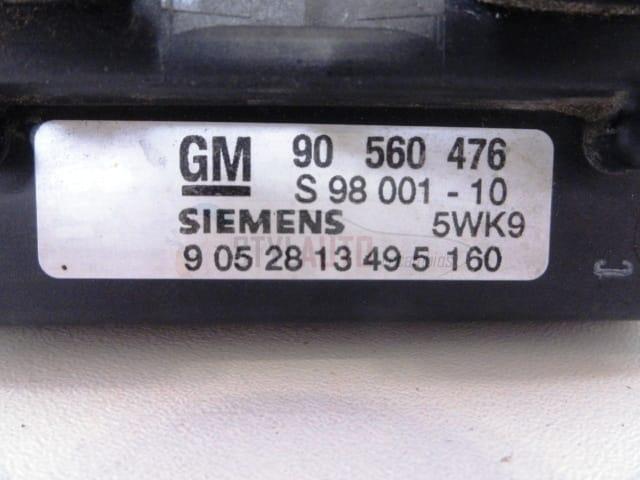 GM 90 560 476
S 98 001 - 10
SIEMENS 5WK9
9 05 28 13 49 5 160